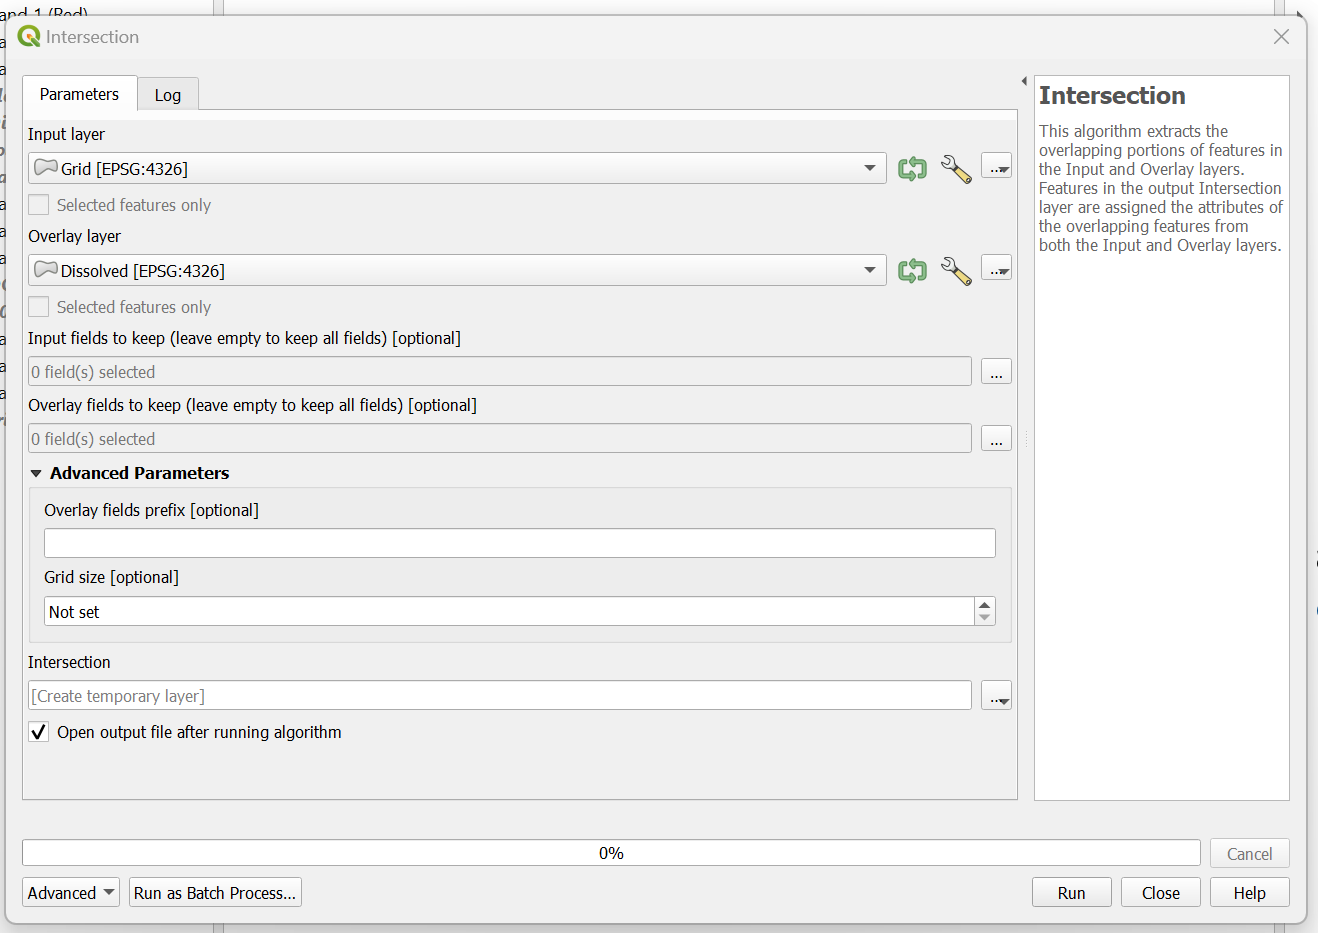 and 1 (Red)
Intersection
Parameters
Log
Input layer
Grid [EPSG:4326]
...
Selected features only
Overlay layer
Dissolved [EPSG:4326]
...
Selected features only
Input fields to keep (leave empty to keep all fields) [optional]
0 field(s) selected
...
Overlay fields to keep (leave empty to keep all fields) [optional]
0 field(s) selected
...
Advanced Parameters
Overlay fields prefix [optional]
Grid size [optional]
Not set
Intersection
[Create temporary layer]
...
Open output file after running algorithm
Intersection
This algorithm extracts the
overlapping portions of features in
the Input and Overlay layers.
Features in the output Intersection
layer are assigned the attributes of
the overlapping features from
both the Input and Overlay layers.
0%
Cancel
Advanced
Run as Batch Process...
Run
Close
Help